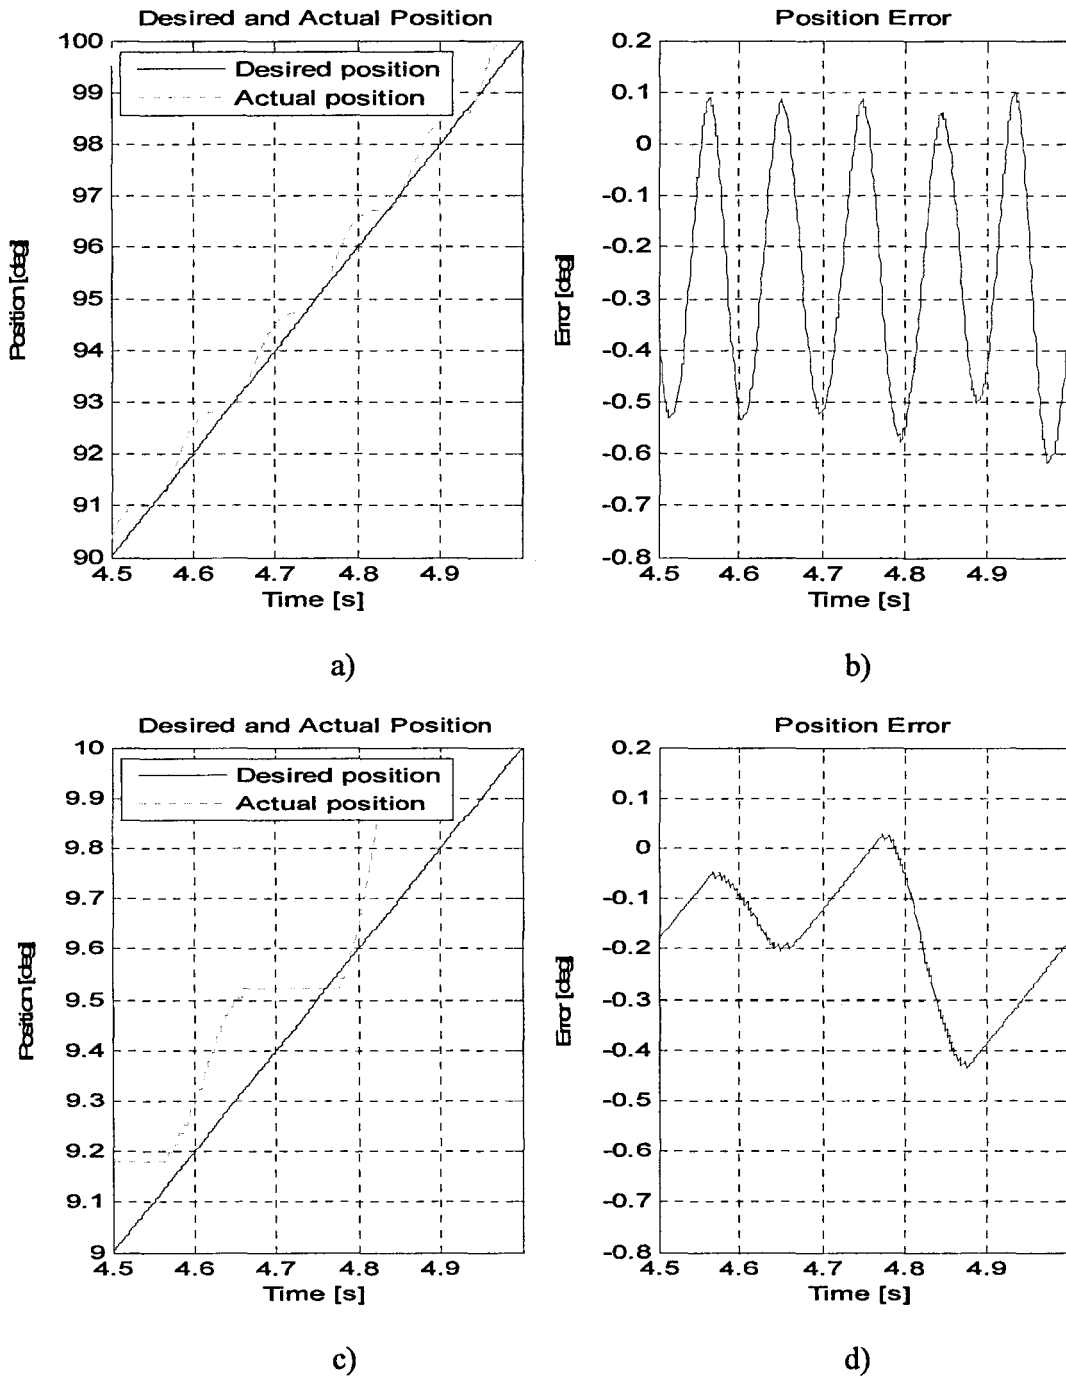 Desired and Actual Position
100
99
98
97
96
95
94
93
92
91
90
Position [deg]
Desired position
Actual position
4.5 4.6 4.7 4.8 4.9
Time [s]
a)
Position Error
0.2
0.1
0
-0.1
-0.2
-0.3
-0.4
-0.5
-0.6
-0.7
-0.8
Error [deg]
4.5 4.6 4.7 4.8 4.9
Time [s]
b)
Desired and Actual Position
10
9.9
9.8
9.7
9.6
9.5
9.4
9.3
9.2
9.1
9
Position [deg]
Desired position
Actual position
4.5 4.6 4.7 4.8 4.9
Time [s]
c)
Position Error
0.2
0.1
0
-0.1
-0.2
-0.3
-0.4
-0.5
-0.6
-0.7
-0.8
Error [deg]
4.5 4.6 4.7 4.8 4.9
Time [s]
d)